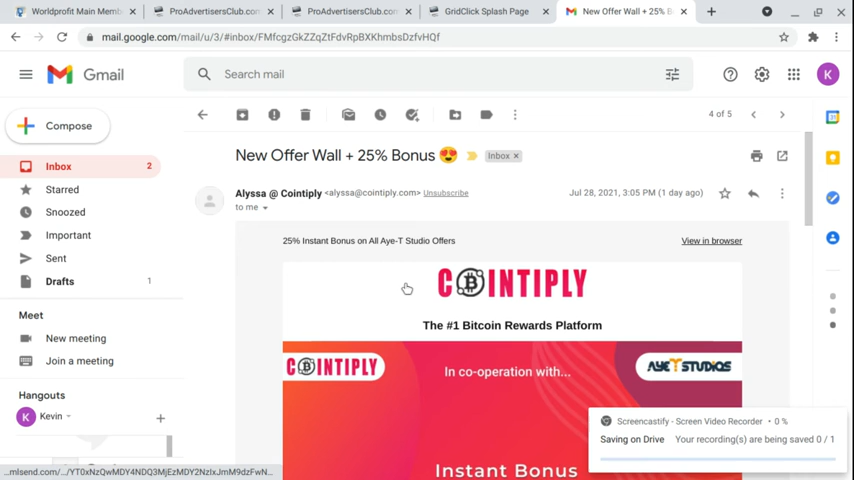 Worldprofit Main Memb
ProAdvertisersClub.com
ProAdvertisersClub.com
GridClick Splash Page
New Offer Wall + 25% B
mail.google.com/mail/u/3/#inbox/FMfcgzGkZZqZtFdvRpBXKhmbsDzfvHQf
K
Gmail
Search mail
Compose
4 of 5
Inbox 2
New Offer Wall + 25% Bonus 😍
Inbox ×
Starred
Alyssa @ Cointiply <alyssa@cointiply.com> Unsubscribe
Jul 28, 2021, 3:05 PM (1 day ago)
to me
Snoozed
Important
Sent
Drafts 1
25% Instant Bonus on All Aye-T Studio Offers
View in browser
COINTIPLY
The #1 Bitcoin Rewards Platform
Meet
New meeting
Join a meeting
COINTIPLY
In co-operation with...
AYE T STUDIOS
Hangouts
K Kevin
Instant Bonus
Screencastify - Screen Video Recorder • 0 %
Saving on Drive Your recording(s) are being saved 0 / 1